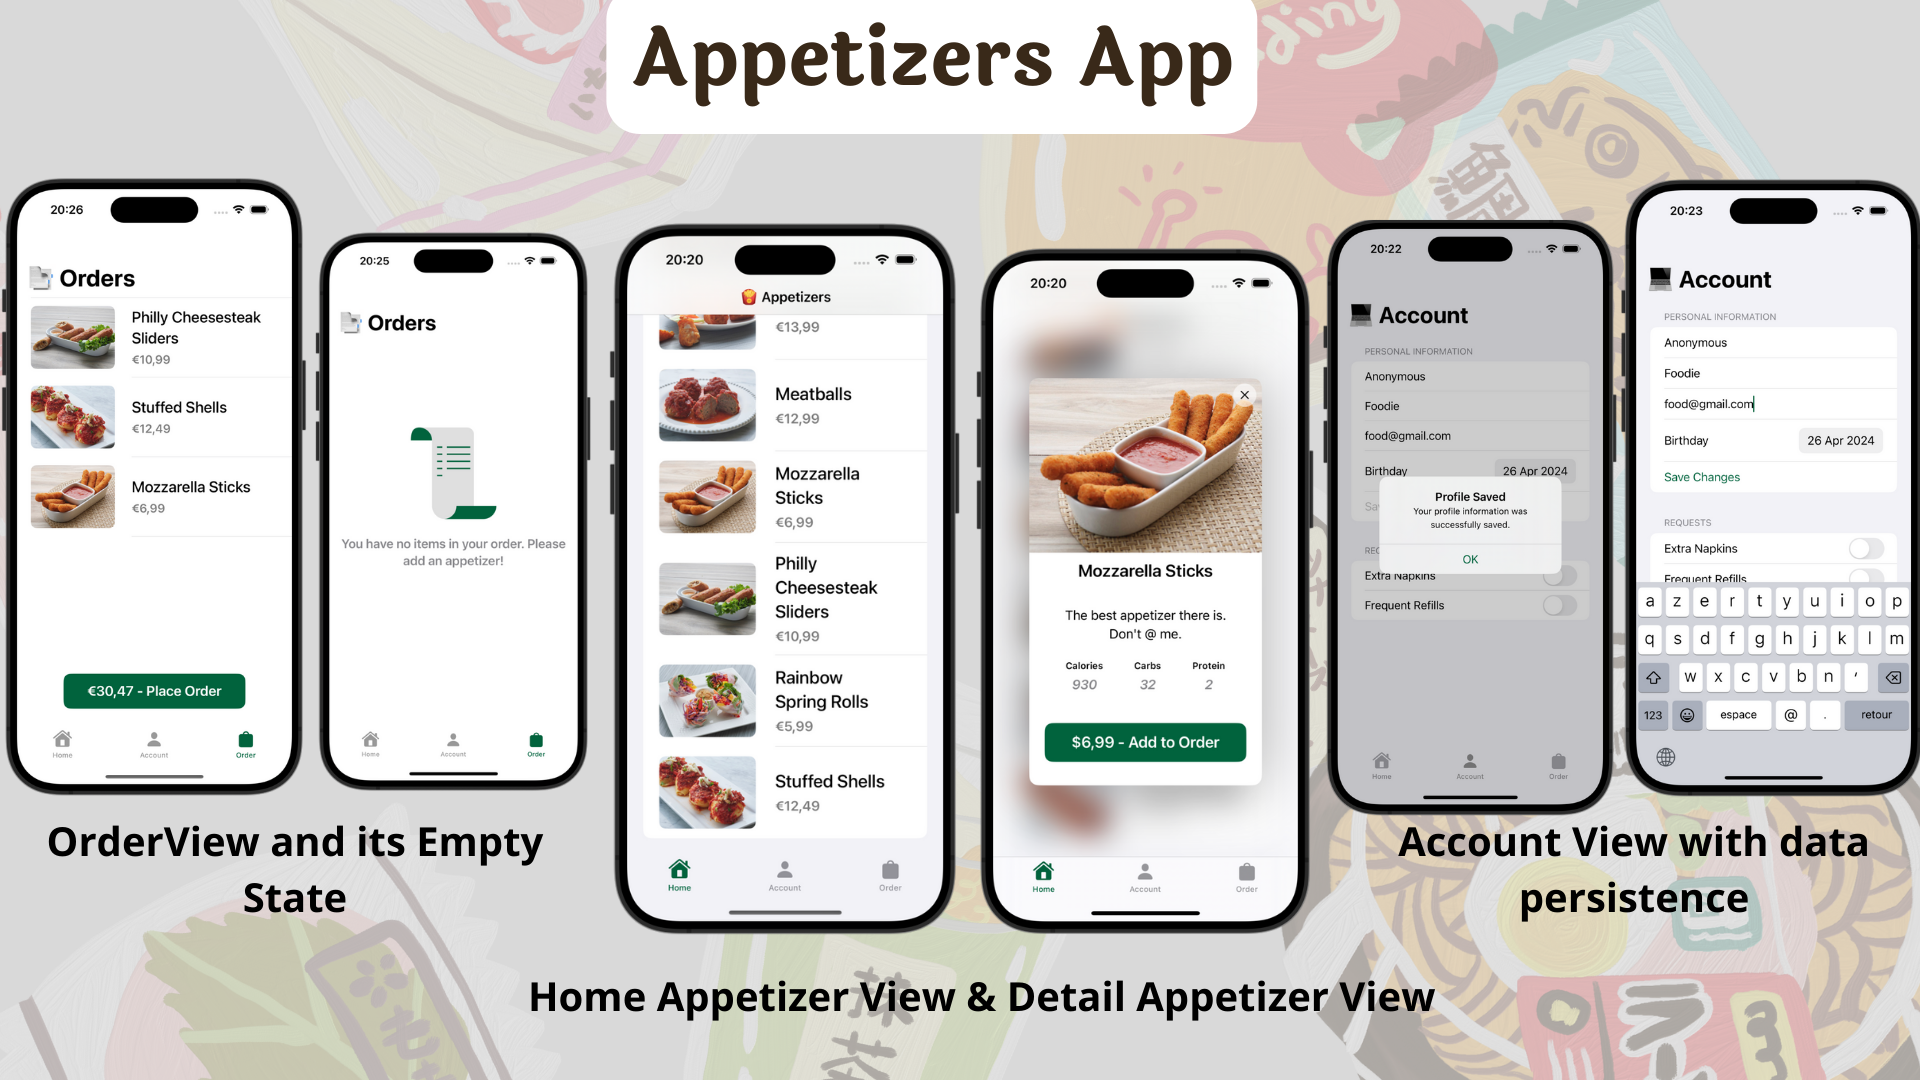 Appetizers App
20:26
Orders
Philly Cheesesteak
Sliders
€10,99
Stuffed Shells
€12,49
Mozzarella Sticks
€6,99
€30,47 - Place Order
Home
Account
Order
20:25
Orders
You have no items in your order. Please
add an appetizer!
Home
Account
Order
OrderView and its Empty
State
20:20
Appetizers
€13,99
Meatballs
€12,99
Mozzarella
Sticks
€6,99
Philly
Cheesesteak
Sliders
€10,99
Rainbow
Spring Rolls
€5,99
Stuffed Shells
€12,49
Home
Account
Order
20:20
Mozzarella Sticks
The best appetizer there is.
Don't @ me.
Calories Carbs Protein
930 32 2
$6,99 - Add to Order
Home
Account
Order
Home Appetizer View & Detail Appetizer View
20:22
Account
PERSONAL INFORMATION
Anonymous
Foodie
food@gmail.com
Birthday 26 Apr 2024
Profile Saved
Your profile information was
successfully saved.
OK
Extra Napkins
Frequent Refills
Home
Account
Order
20:23
Account
PERSONAL INFORMATION
Anonymous
Foodie
food@gmail.com
Birthday 26 Apr 2024
Save Changes
REQUESTS
Extra Napkins
Frequent Refills
a z e r t y u i o p
q s d f g h j k l m
w x c v b n ‘
123 espace @ . retour
Account View with data
persistence
ding